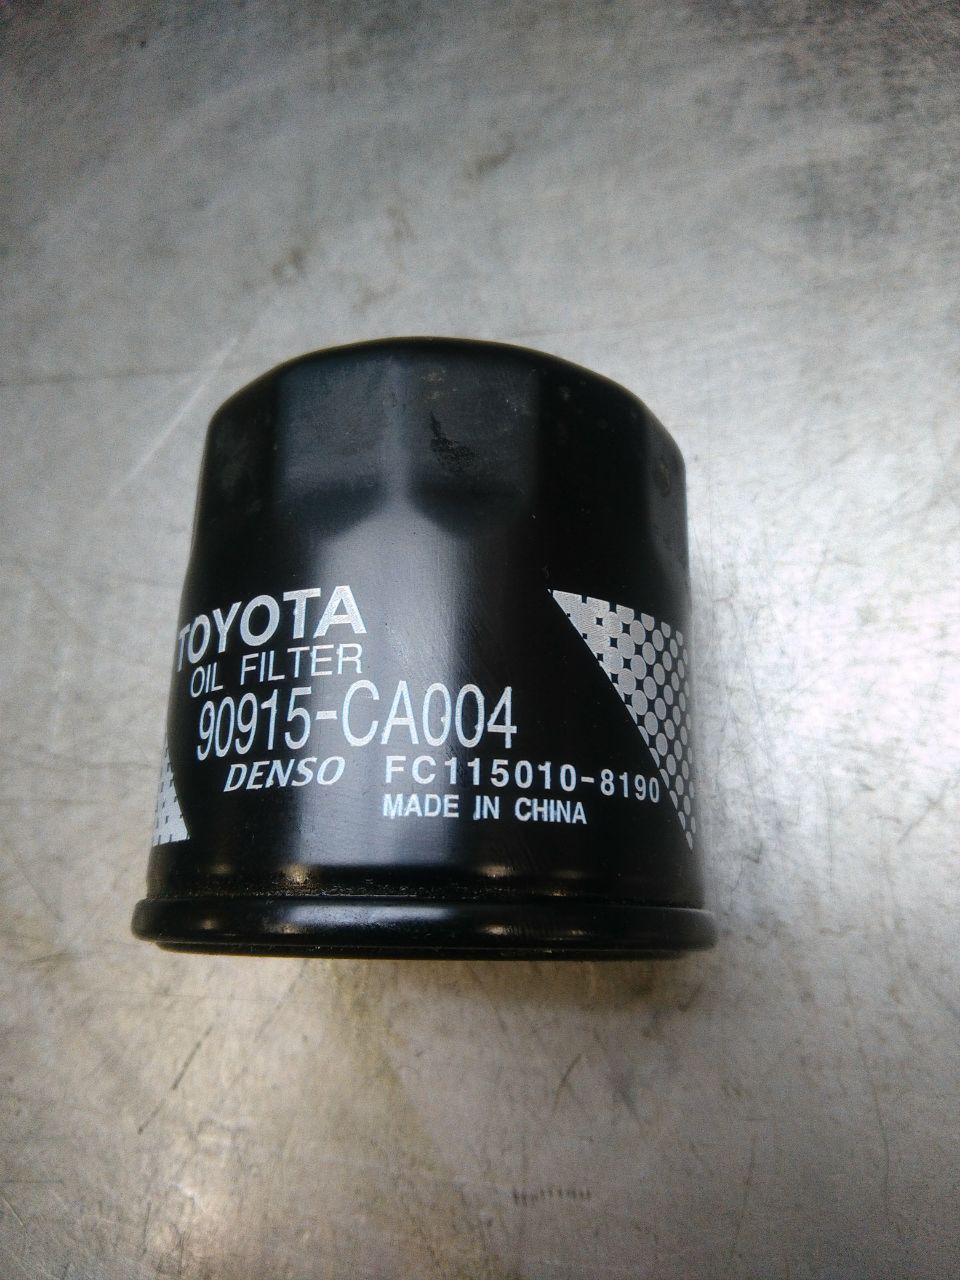 TOYOTA
OIL FILTER
90915-CA004
DENSO FC115010-8190
MADE IN CHINA